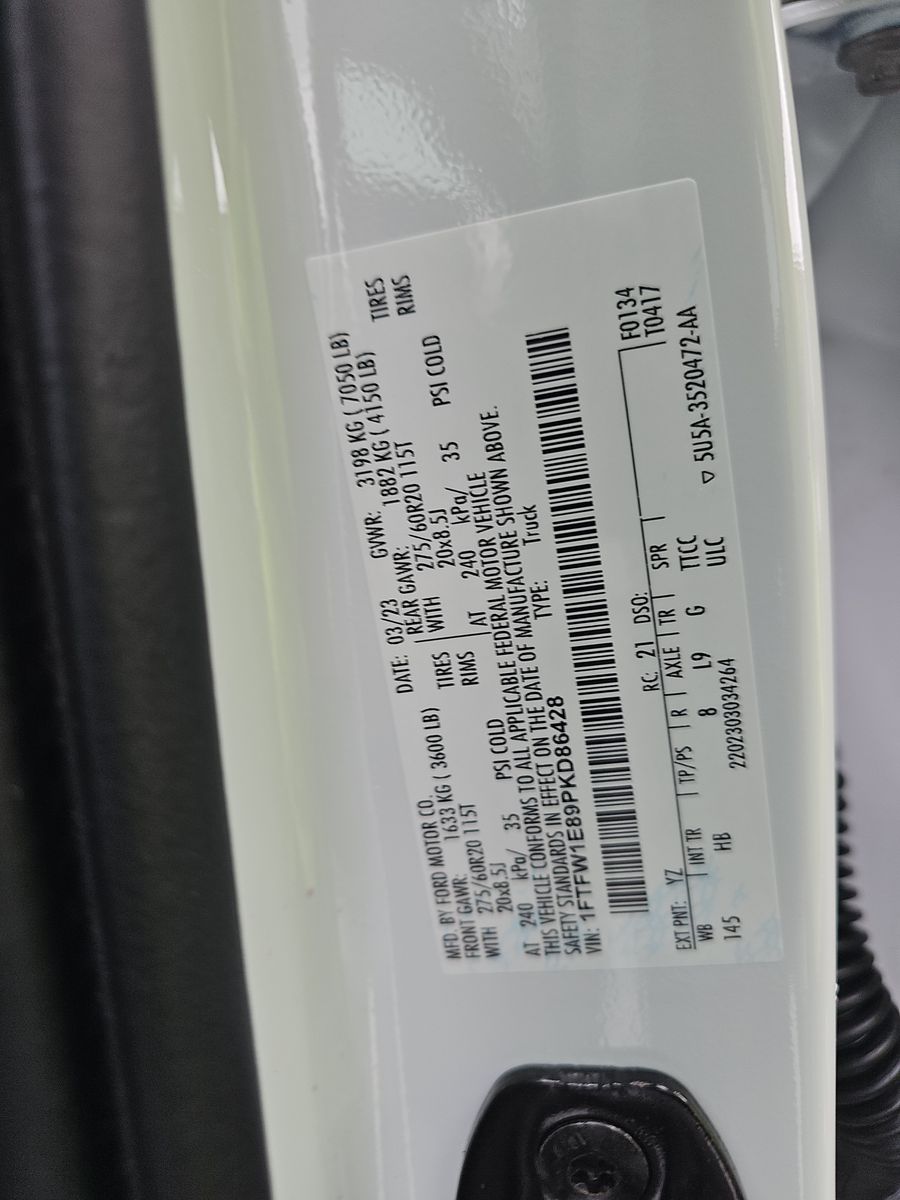 MFD. BY FORD MOTOR CO.
DATE: 03/23 GVWR: 3198 KG ( 7050 LB)
FRONT GAWR: 1633 KG ( 3600 LB) REAR GAWR: 1882 KG ( 4150 LB)
WITH 275/60R20 115T TIRES WITH 275/60R20 115T TIRES
20x8.5J RIMS 20x8.5J RIMS
AT 240 kPa/ 35 PSI COLD AT 240 kPa/ 35 PSI COLD
THIS VEHICLE CONFORMS TO ALL APPLICABLE FEDERAL MOTOR VEHICLE
SAFETY STANDARDS IN EFFECT ON THE DATE OF MANUFACTURE SHOWN ABOVE.
VIN: 1FTFW1E89PKD86428 TYPE: Truck
EXT PNT: YZ RC: 21 DSO: F0134
WB INT TR TP/PS R AXLE TR SPR T0417
145 HB 8 L9 G TTCC
2202303034264 ULC ▽ 5U5A-3520472-AA